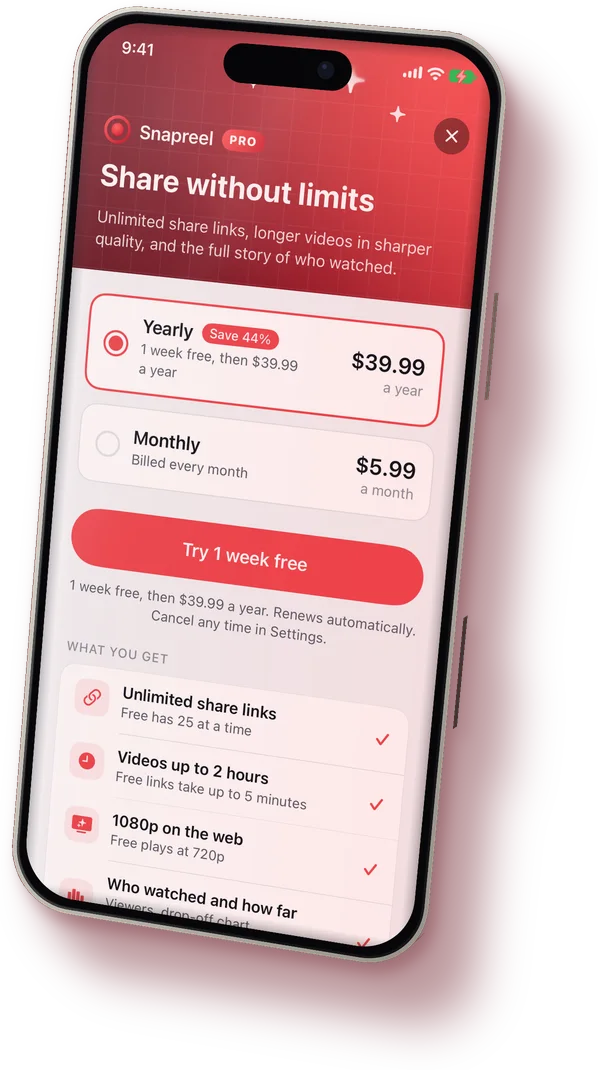 9:41
Snapreel PRO
Share without limits
Unlimited share links, longer videos in sharper
quality, and the full story of who watched.
Yearly Save 44%
1 week free, then $39.99
a year
$39.99
a year
Monthly
Billed every month
$5.99
a month
Try 1 week free
1 week free, then $39.99 a year. Renews automatically.
Cancel any time in Settings.
WHAT YOU GET
Unlimited share links
Free has 25 at a time
Videos up to 2 hours
Free links take up to 5 minutes
1080p on the web
Free plays at 720p
Who watched and how far
Viewers, drop-off chart